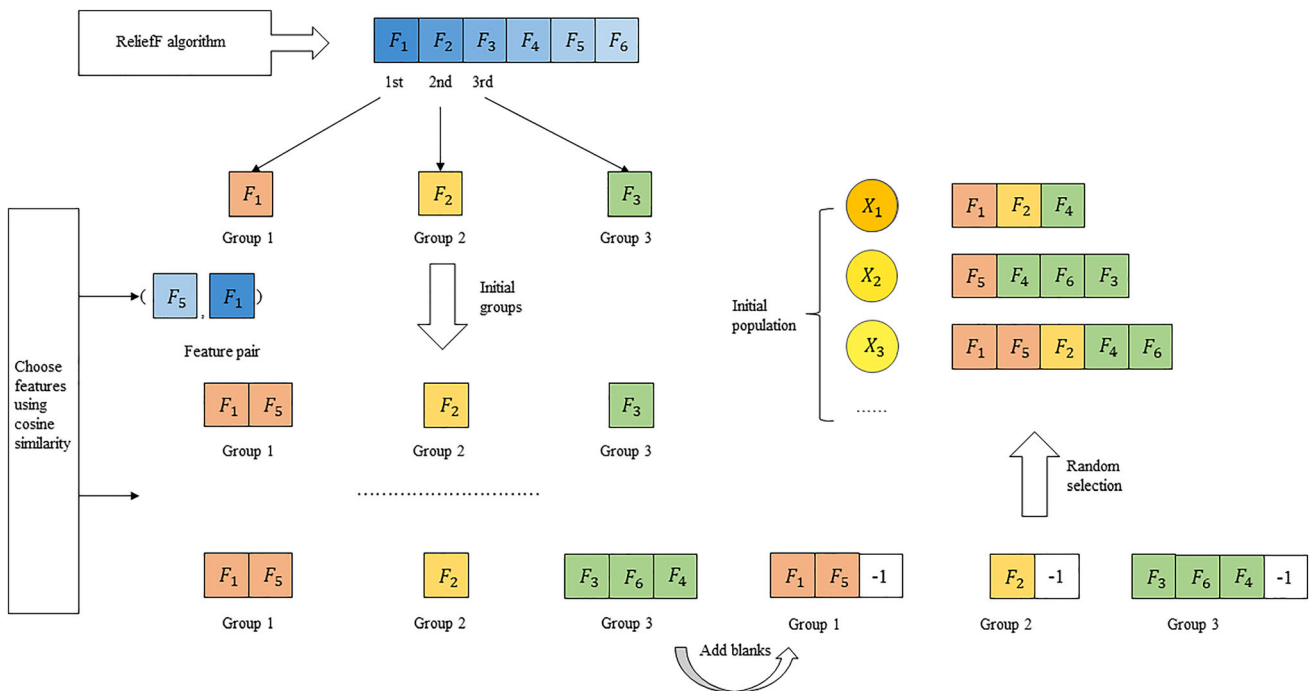 ReliefF algorithm
F1 F2 F3 F4 F5 F6
1st 2nd 3rd
F1 F2 F3
Group 1 Group 2 Group 3
Initial
groups
( F5 , F1 )
Feature pair
Choose
features
using
cosine
similarity
F1 F5 F2 F3
Group 1 Group 2 Group 3
....................
F1 F5 F2 F3 F6 F4
Group 1 Group 2 Group 3
Add blanks
F1 F5 -1 F2 -1 F3 F6 F4 -1
Group 1 Group 2 Group 3
Random
selection
Initial
population
X1 F1 F2 F4
X2 F5 F4 F6 F3
X3 F1 F5 F2 F4 F6
......